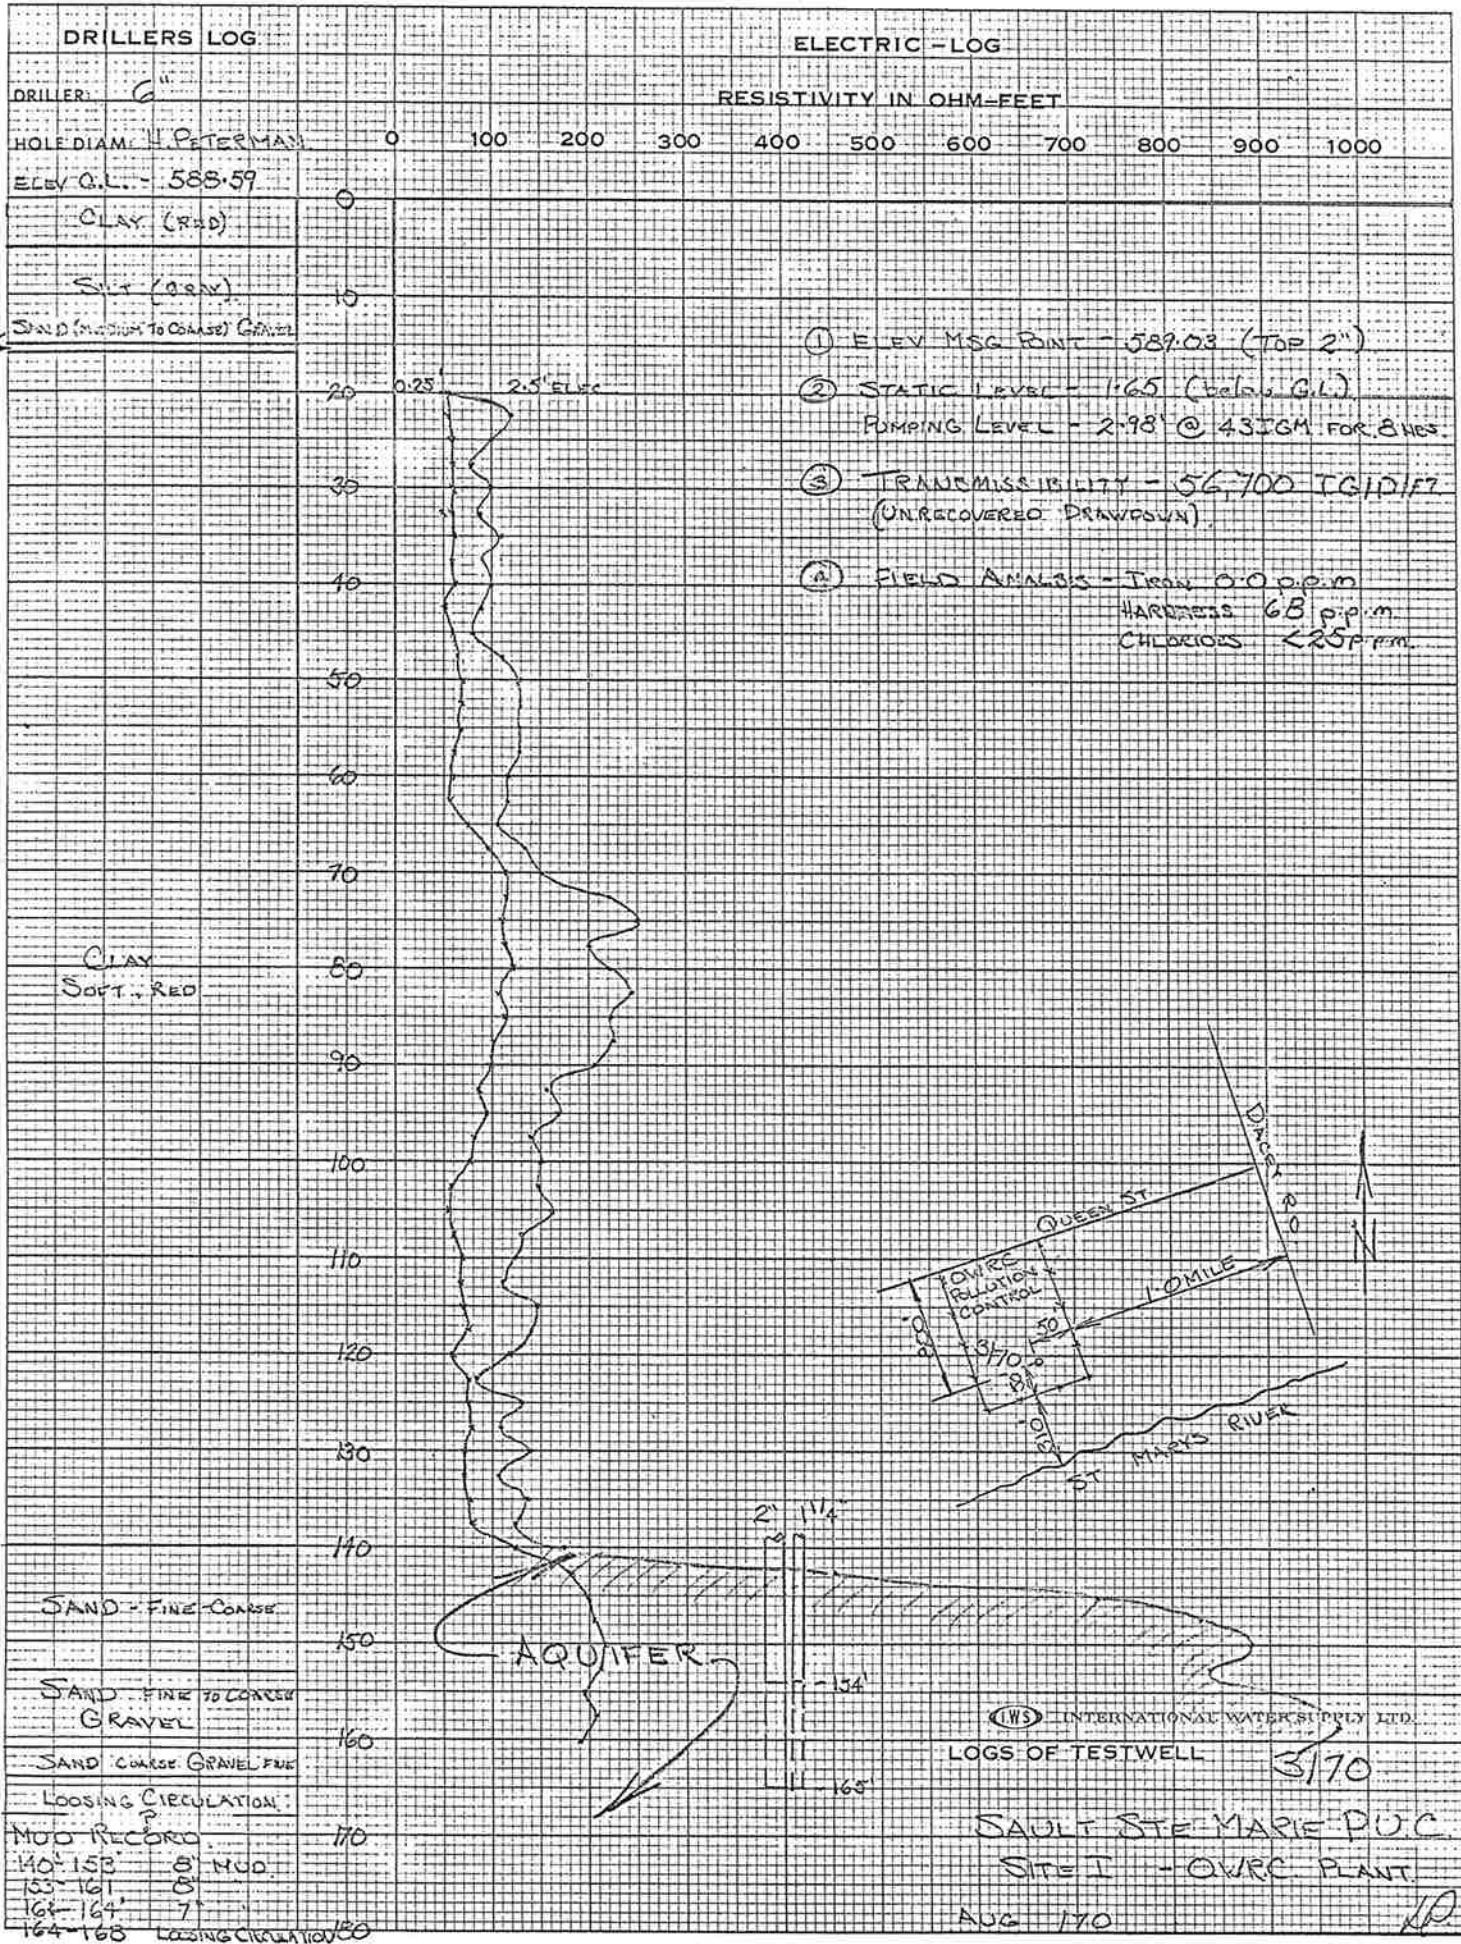 DRILLERS LOG
ELECTRIC - LOG
DRILLER: 6"
RESISTIVITY IN OHM-FEET
HOLE DIAM: H. PETERMAN
0 100 200 300 400 500 600 700 800 900 1000
ELEV G.L. - 588.59
0
CLAY (RED)
SILT (GRAY)
10
SAND (MEDIUM TO COARSE) GRAVEL
① ELEV MSG POINT - 589.03 (TOP 2")
20
0.25'
2.5' ELEC
② STATIC LEVEL - 1.65 (below G.L.)
PUMPING LEVEL - 2.98' @ 43IGM FOR 8 HRS.
30
③ TRANSMISSIBILITY - 56,700 IG/D/FT
(UNRECOVERED DRAWDOWN)
40
④ FIELD ANALSIS - IRON 0.0 p.p.m
HARDNESS 68 p.p.m.
CHLORIDES <25 p.p.m.
50
60
70
CLAY
SOFT, RED
80
90
100
110
120
130
DACEY RD
QUEEN ST
N
OWRC
POLLUTION
CONTROL
1.0 MILE
50'
3/70
310'
ST MARYS RIVER
2" 1 1/4"
140
SAND - FINE - COARSE
150
AQUIFER
154'
SAND FINE TO COARSE
GRAVEL
160
SAND COARSE GRAVEL FINE
165'
IWS INTERNATIONAL WATER SUPPLY LTD.
LOGS OF TESTWELL 3/70
LOOSING CIRCULATION
?
170
MUD RECORD
140'-153' 8" MUD
153-161 8"
161-164' 7"
164-168 LOOSING CIRCULATION
180
SAULT STE MARIE P.U.C.
SITE I - OWRC PLANT
AUG /70